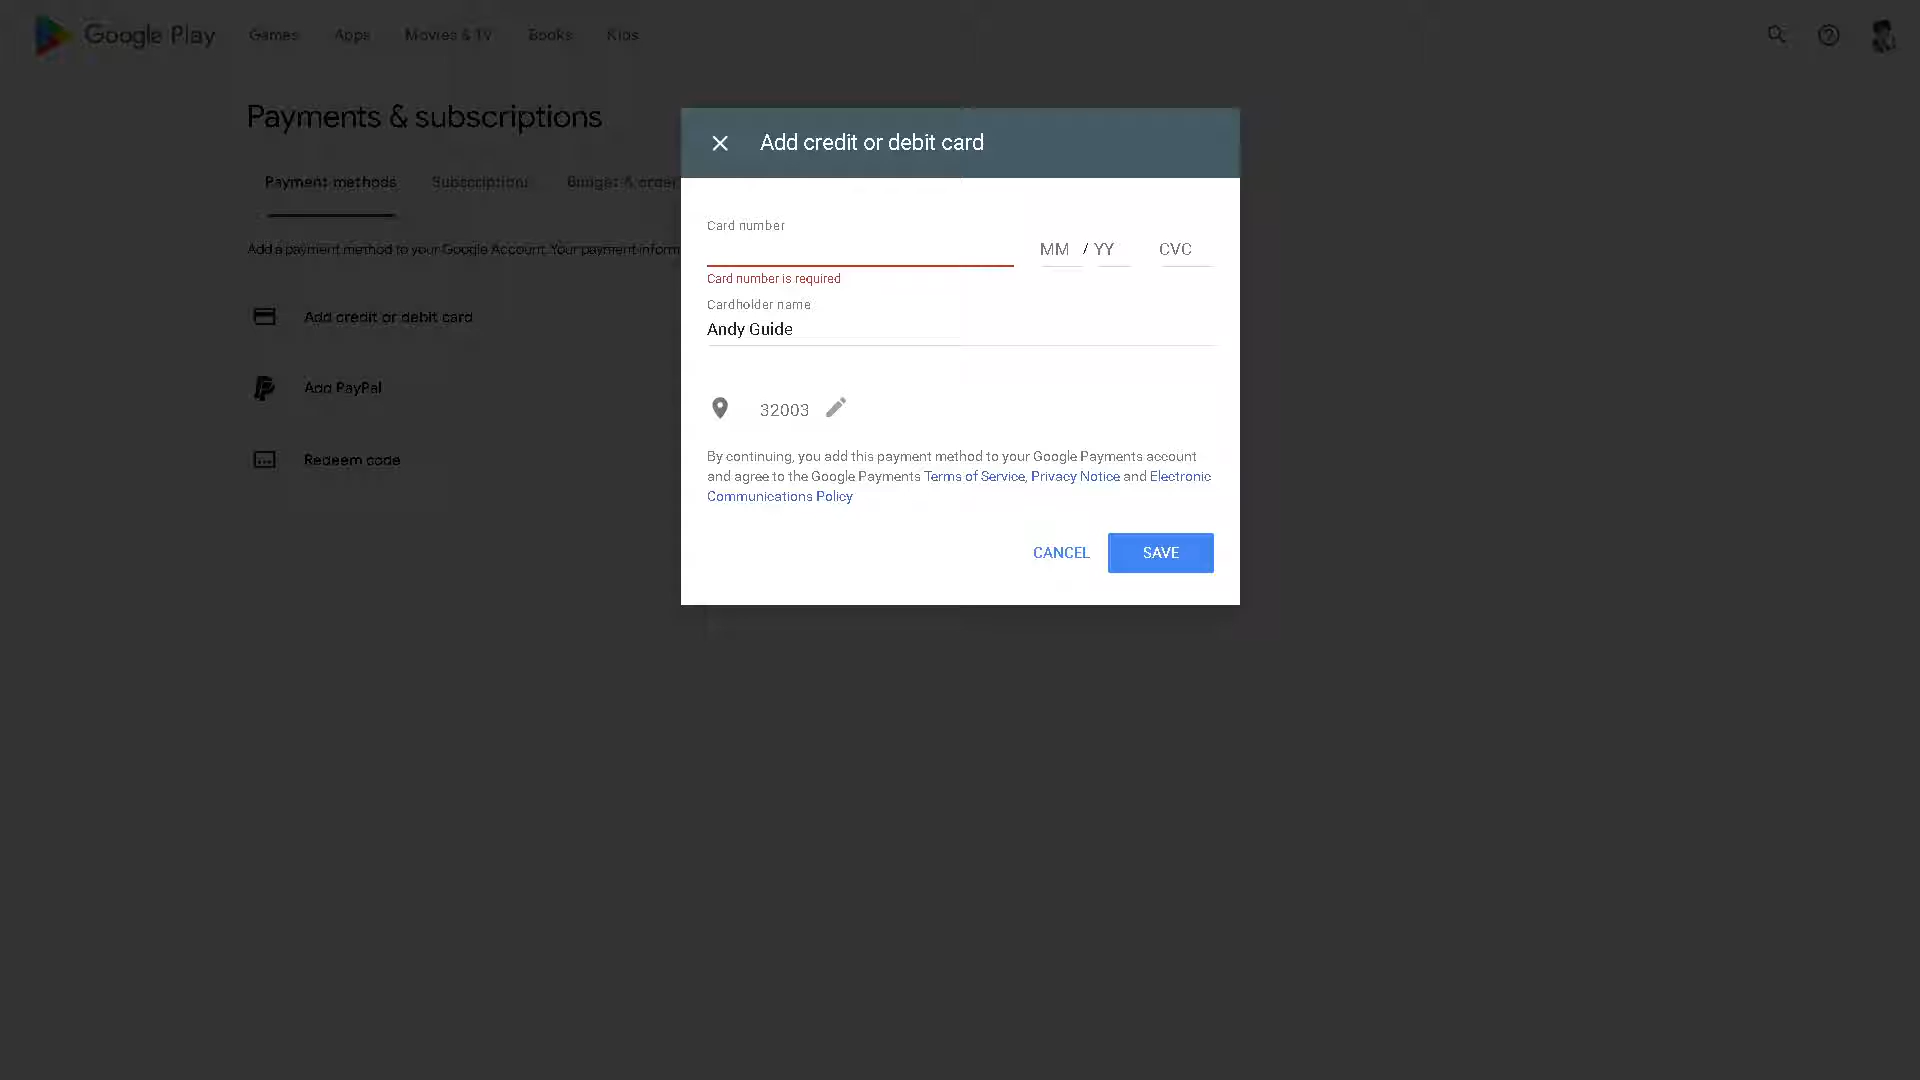 Google Play Games Apps Movies & TV Books Kids
Payments & subscriptions
Payment methods Subscriptions Budget & order
Add a payment method to your Google Account. Your payment inform
Add credit or debit card
Add PayPal
Redeem code
Add credit or debit card
Card number
MM / YY CVC
Card number is required
Cardholder name
Andy Guide
32003
By continuing, you add this payment method to your Google Payments account
and agree to the Google Payments Terms of Service, Privacy Notice and Electronic
Communications Policy
CANCEL SAVE